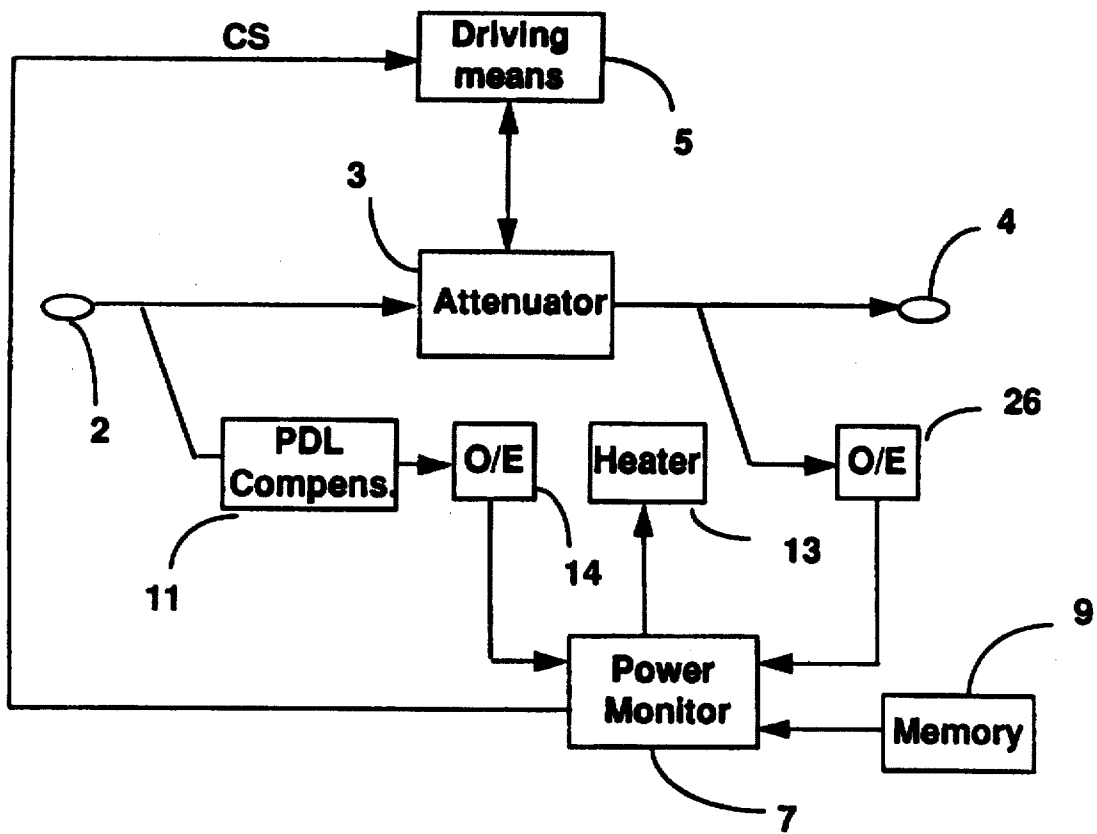 CS
Driving
means
5
3
4
Attenuator
2
26
PDL
Compens.
O/E
Heater
O/E
11
14
13
9
Power
Monitor
Memory
7